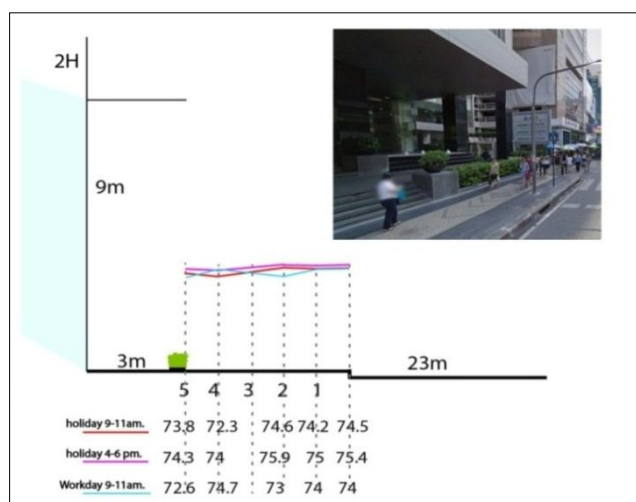 2H
9m
3m
23m
5 4 3 2 1
holiday 9-11am. 73.8 72.3 74.6 74.2 74.5
holiday 4-6 pm. 74.3 74 75.9 75 75.4
Workday 9-11am. 72.6 74.7 73 74 74